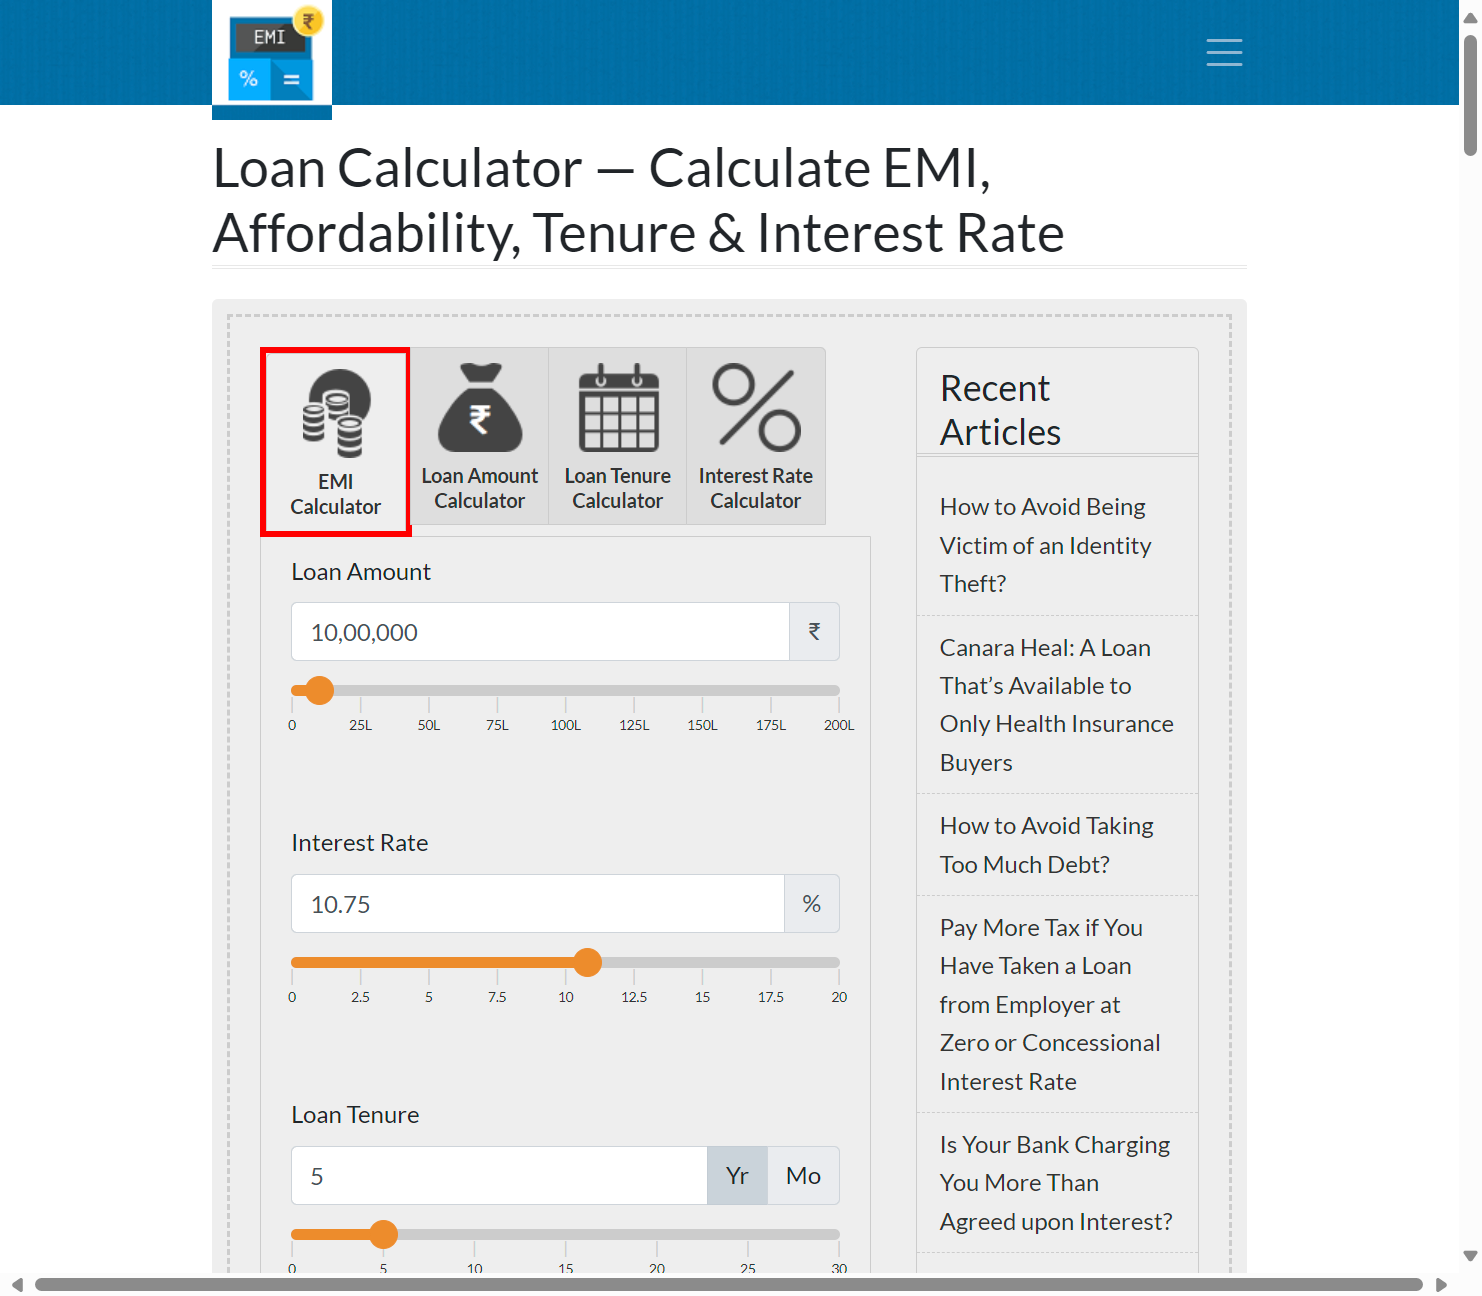 EMI
₹
%
=
Loan Calculator — Calculate EMI,
Affordability, Tenure & Interest Rate
EMI
Calculator
₹
Loan Amount
Calculator
Loan Tenure
Calculator
Interest Rate
Calculator
Loan Amount
10,00,000 ₹
0 25L 50L 75L 100L 125L 150L 175L 200L
Interest Rate
10.75 %
0 2.5 5 7.5 10 12.5 15 17.5 20
Loan Tenure
5 Yr Mo
0 5 10 15 20 25 30
Recent
Articles
How to Avoid Being
Victim of an Identity
Theft?
Canara Heal: A Loan
That’s Available to
Only Health Insurance
Buyers
How to Avoid Taking
Too Much Debt?
Pay More Tax if You
Have Taken a Loan
from Employer at
Zero or Concessional
Interest Rate
Is Your Bank Charging
You More Than
Agreed upon Interest?